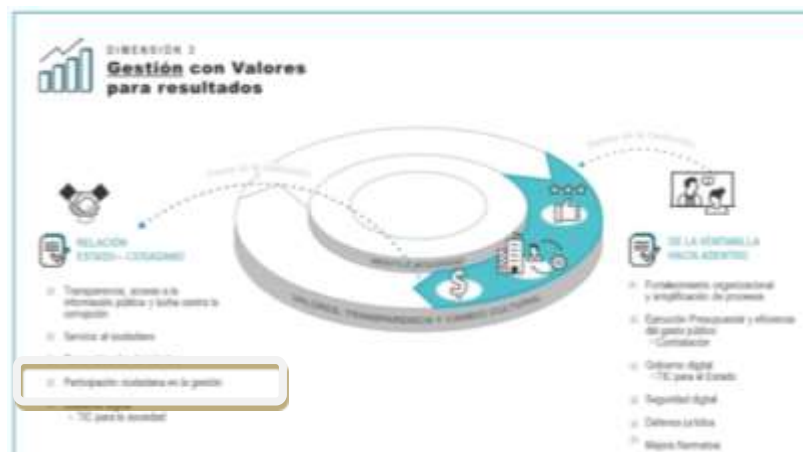 DIMENSIÓN 3
Gestión con Valores
para resultados
RELACIÓN
ESTADO - CIUDADANO
Transparencia, acceso a la
información pública y lucha contra la
corrupción
Servicio al ciudadano
Participación ciudadana en la gestión
- TIC para la sociedad
VALORES, TRANSPARENCIA Y CAMBIO CULTURAL
DE LA VENTANILLA
HACIA ADENTRO
Fortalecimiento organizacional
y simplificación de procesos
Ejecución Presupuestal y eficiencia
del gasto público
- Contratación
Gobierno digital
- TIC para el Estado
Seguridad digital
Defensa jurídica
Mejora Normativa